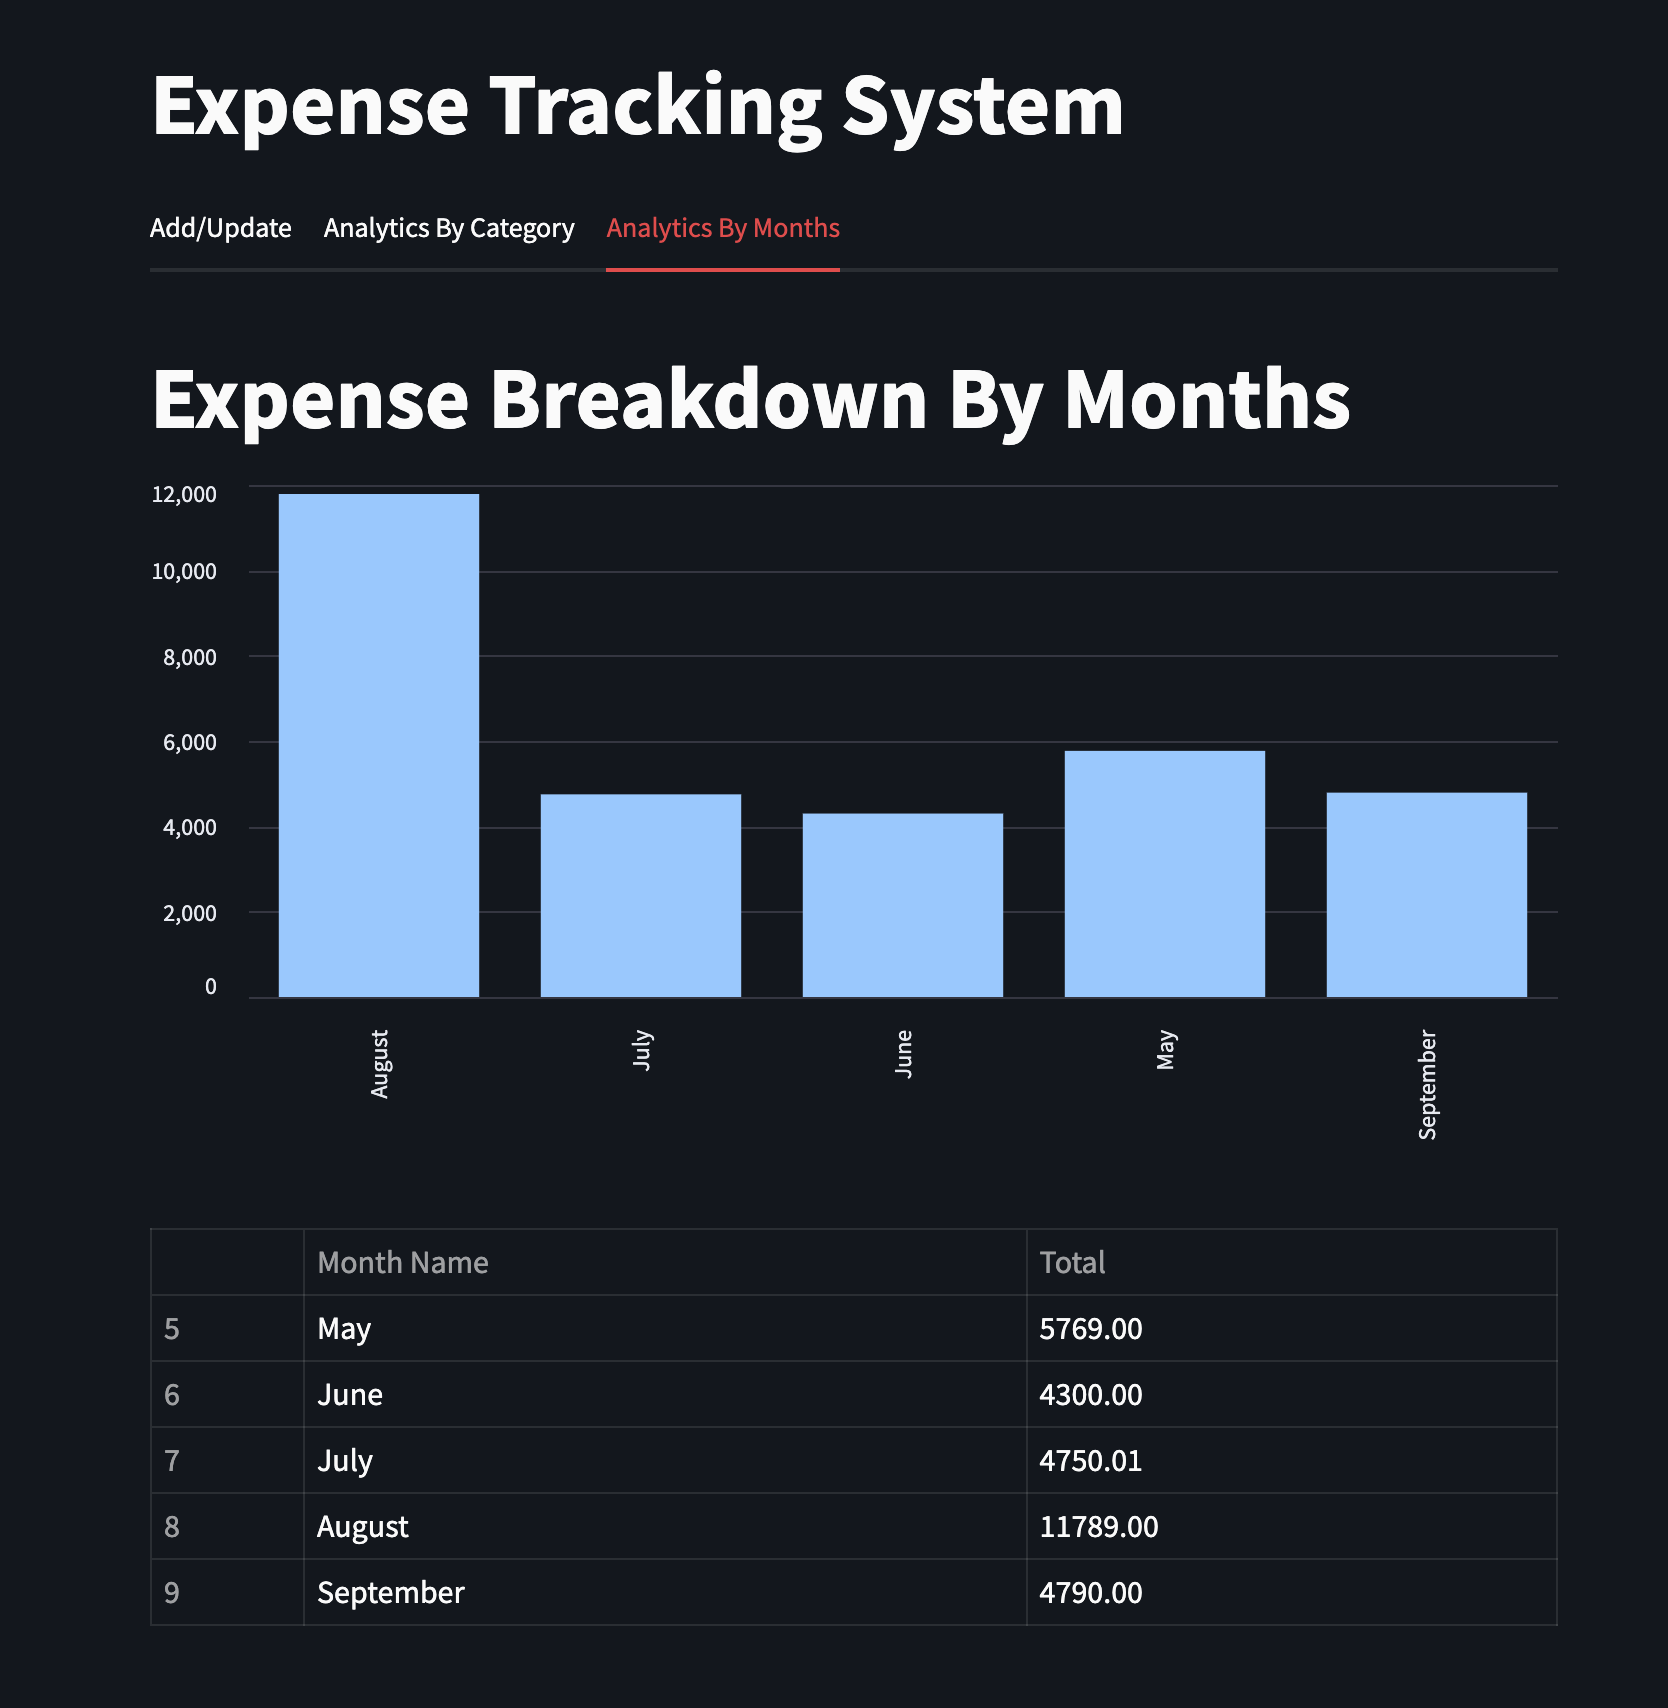 Expense Tracking System
Add/Update Analytics By Category Analytics By Months
Expense Breakdown By Months
12,000
10,000
8,000
6,000
4,000
2,000
0
August July June May September
Month Name Total
5 May 5769.00
6 June 4300.00
7 July 4750.01
8 August 11789.00
9 September 4790.00